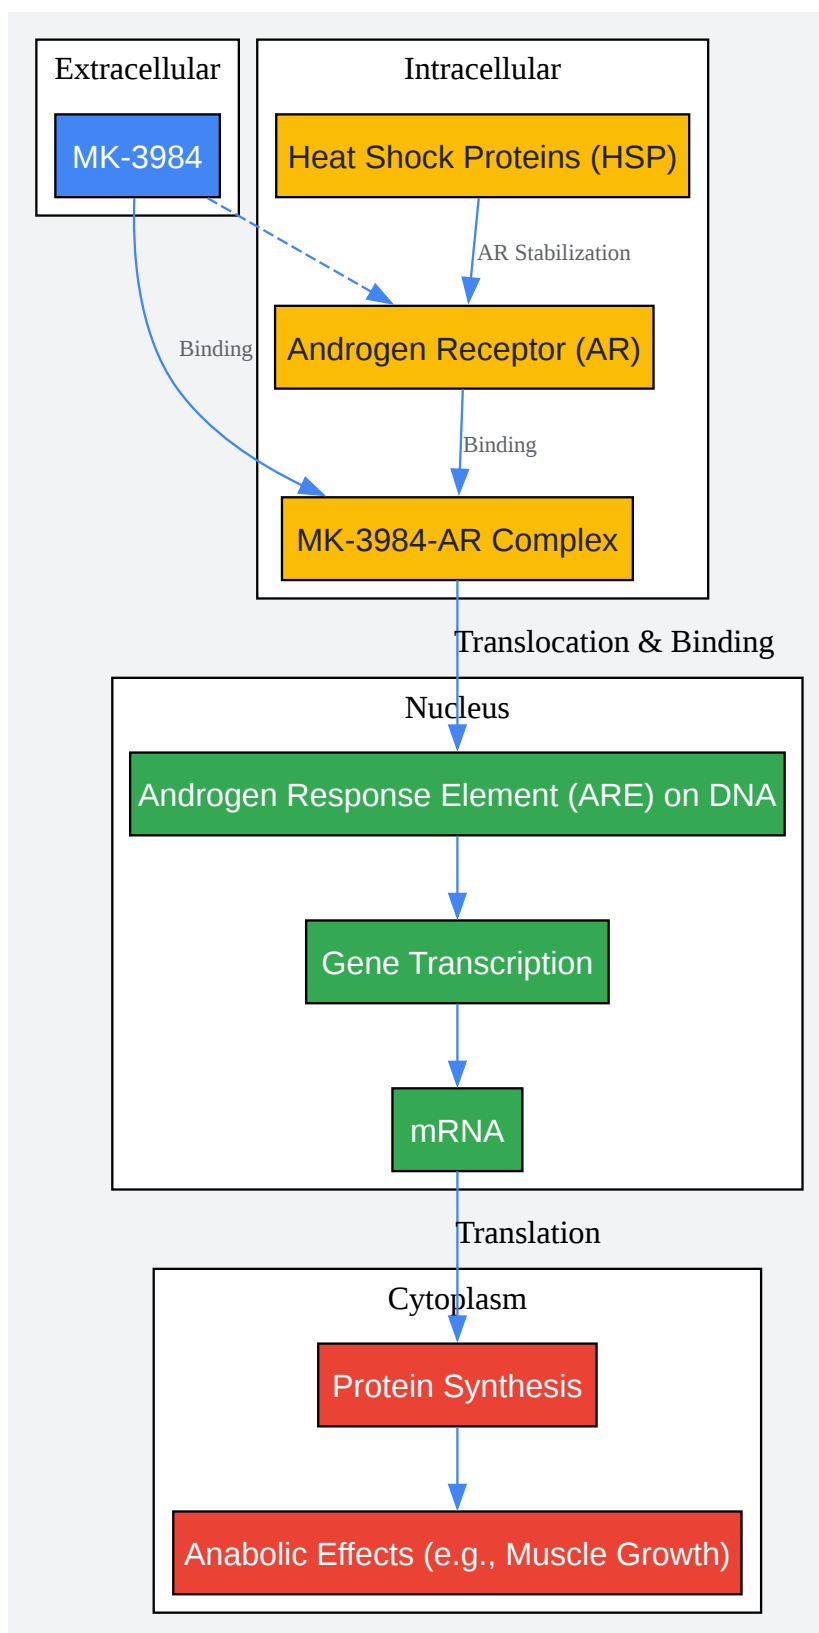 Extracellular
Intracellular
MK-3984
Heat Shock Proteins (HSP)
AR Stabilization
Binding
Androgen Receptor (AR)
Binding
MK-3984-AR Complex
Translocation & Binding
Nucleus
Androgen Response Element (ARE) on DNA
Gene Transcription
mRNA
Translation
Cytoplasm
Protein Synthesis
Anabolic Effects (e.g., Muscle Growth)